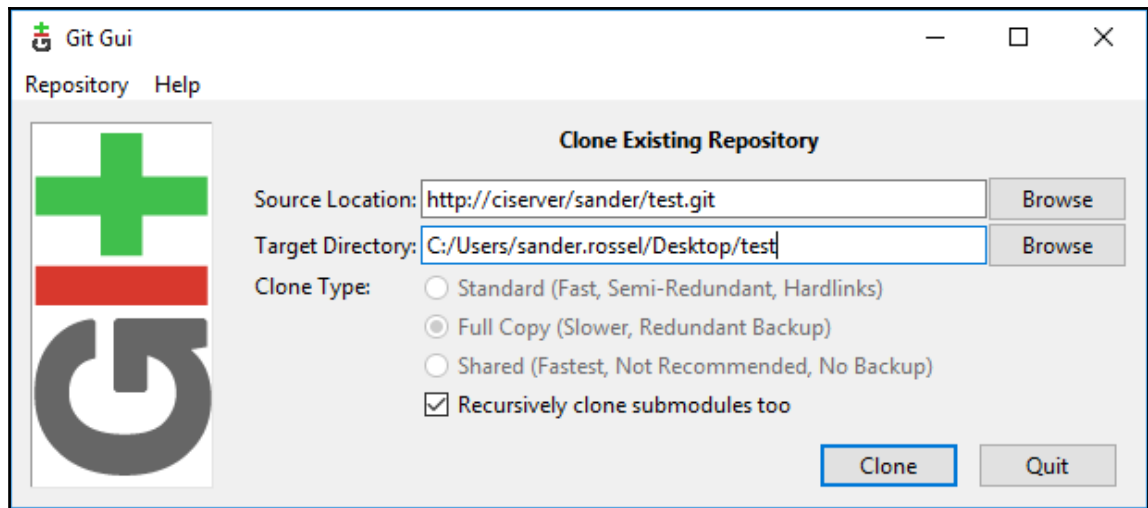 Git Gui
Repository Help
Clone Existing Repository
Source Location: http://ciserver/sander/test.git Browse
Target Directory: C:/Users/sander.rossel/Desktop/test Browse
Clone Type: Standard (Fast, Semi-Redundant, Hardlinks)
Full Copy (Slower, Redundant Backup)
Shared (Fastest, Not Recommended, No Backup)
Recursively clone submodules too
Clone Quit